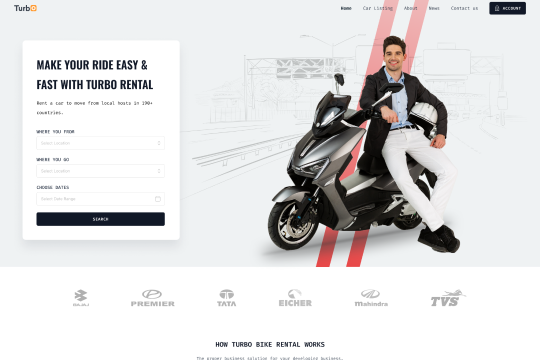 Turbo
Home Car Listing About News Contact us ACCOUNT
MAKE YOUR RIDE EASY &
FAST WITH TURBO RENTAL
Rent a car to move from local hosts in 190+
countries.
WHERE YOU FROM
Select Location
WHERE YOU GO
Select Location
CHOOSE DATES
Select Date Range
SEARCH
BAJAJ PREMIER TATA EICHER Mahindra TVS
HOW TURBO BIKE RENTAL WORKS
The proper business solution for your developing business.